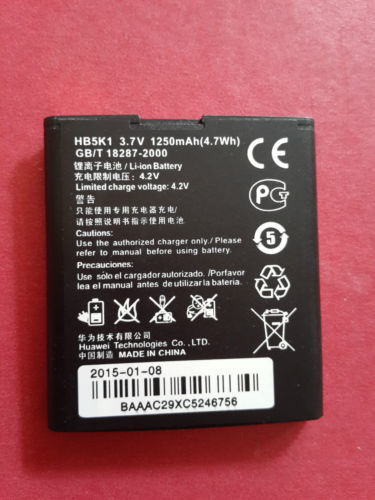 HB5K1 3.7V 1250mAh(4.7Wh)
GB/T 18287-2000
锂离子电池/Li-ion Battery
充电限制电压: 4.2V
Limited charge voltage: 4.2V
警告
只能使用专用充电器充电/
请按照说明书指示正确使用
Cautions:
Use the authorized charger only./Please refer
to manual before using the battery.
Precauciones:
Use sólo el cargador autorizado./Porfavor
lea el manual antes de utilizar la batería.
CE
PC
5
华为技术有限公司
Huawei Technologies Co., LTD.
中国制造 MADE IN CHINA
2015-01-08
BAAAC29XC5246756